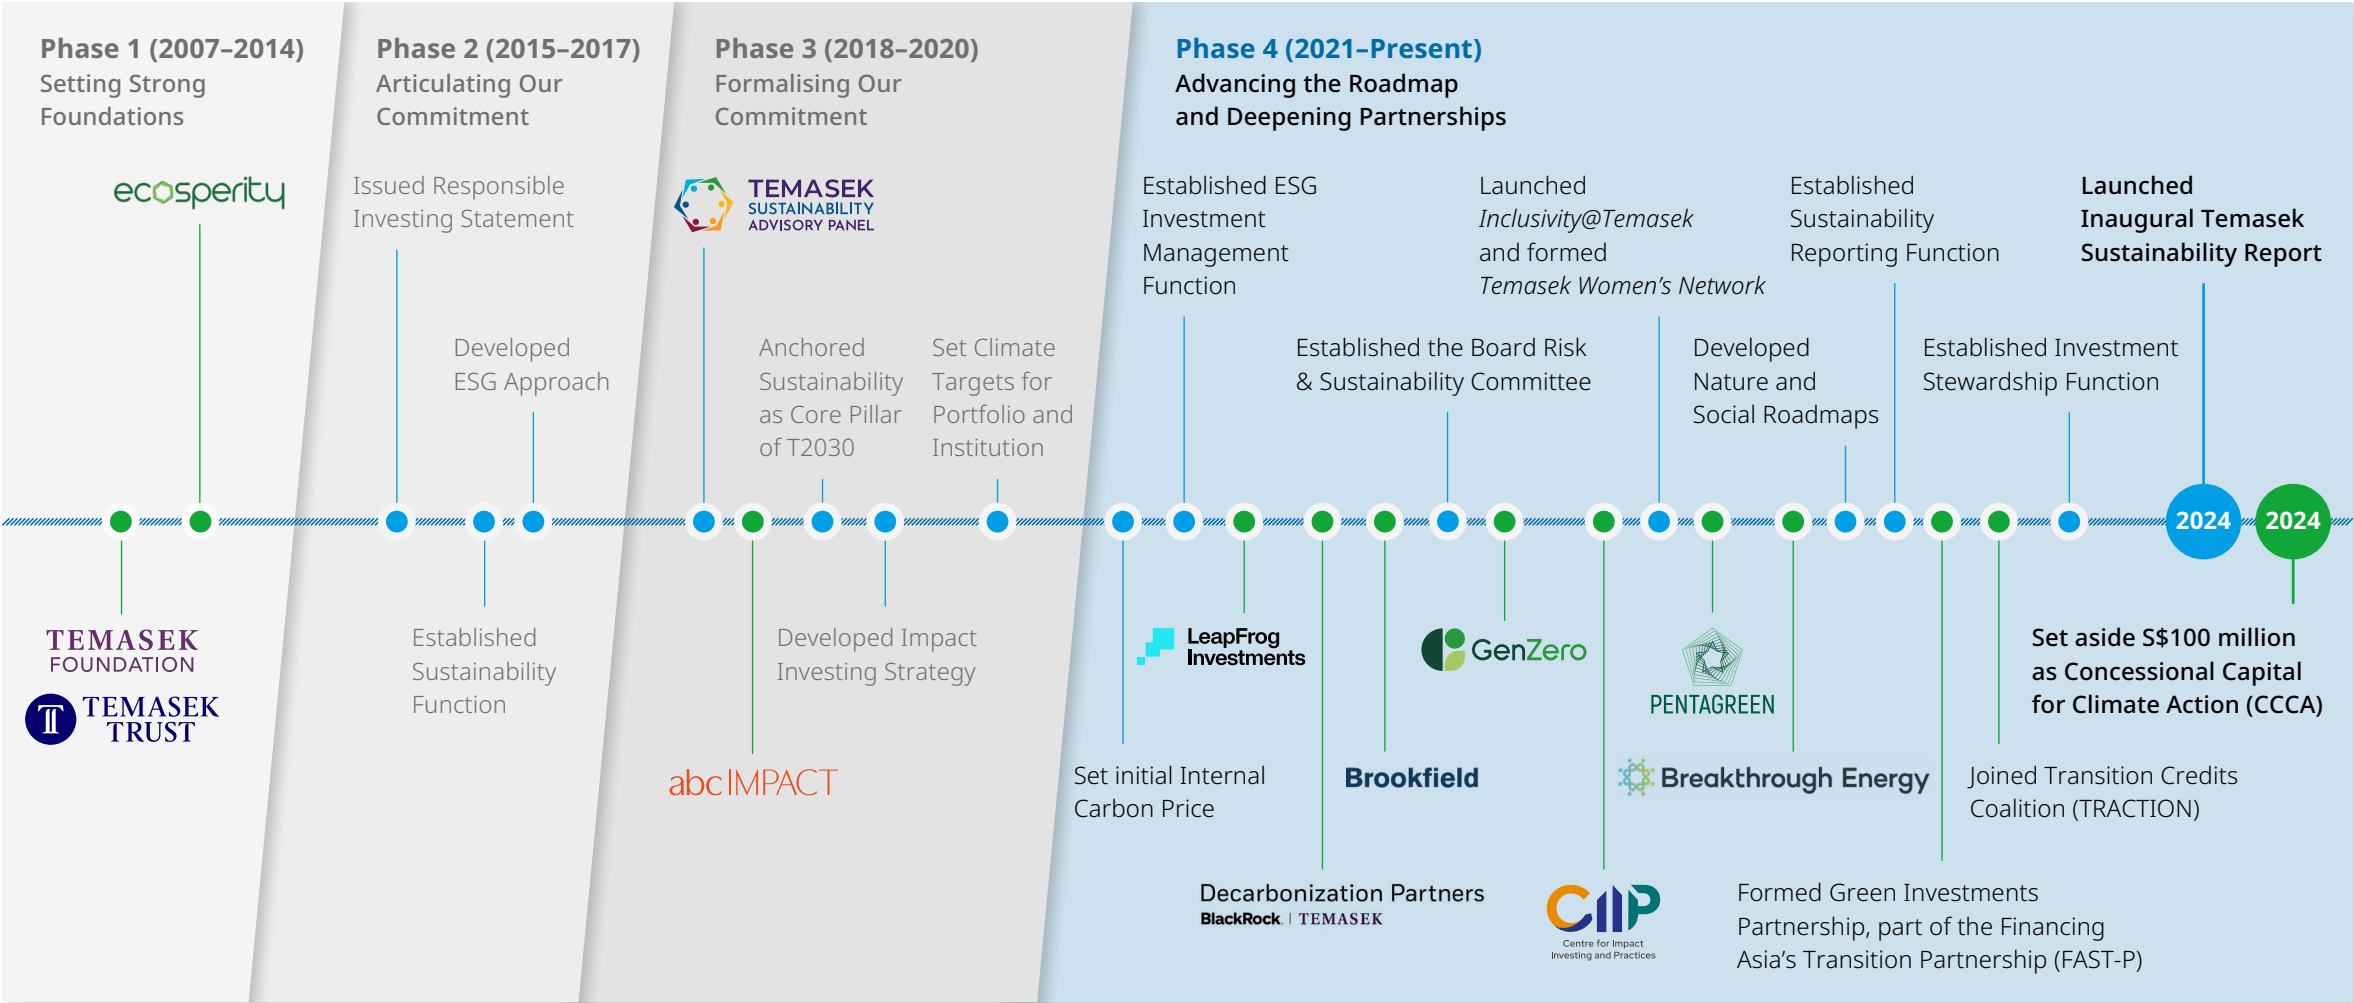 Phase 1 (2007–2014)
Setting Strong
Foundations
ecosperity
TEMASEK
FOUNDATION
T
TEMASEK
TRUST
Phase 2 (2015–2017)
Articulating Our
Commitment
Issued Responsible
Investing Statement
Developed
ESG Approach
Established
Sustainability
Function
Phase 3 (2018–2020)
Formalising Our
Commitment
TEMASEK
SUSTAINABILITY
ADVISORY PANEL
Anchored
Sustainability
as Core Pillar
of T2030
Set Climate
Targets for
Portfolio and
Institution
Developed Impact
Investing Strategy
abc IMPACT
Phase 4 (2021–Present)
Advancing the Roadmap
and Deepening Partnerships
Established ESG
Investment
Management
Function
Launched
Inclusivity@Temasek
and formed
Temasek Women's Network
Established
Sustainability
Reporting Function
Launched
Inaugural Temasek
Sustainability Report
Established the Board Risk
& Sustainability Committee
Developed
Nature and
Social Roadmaps
Established Investment
Stewardship Function
2024
2024
LeapFrog
Investments
GenZero
PENTAGREEN
Set aside S$100 million
as Concessional Capital
for Climate Action (CCCA)
Set initial Internal
Carbon Price
Brookfield
Breakthrough Energy
Joined Transition Credits
Coalition (TRACTION)
Decarbonization Partners
BlackRock. | TEMASEK
CIIP
Centre for Impact
Investing and Practices
Formed Green Investments
Partnership, part of the Financing
Asia's Transition Partnership (FAST-P)